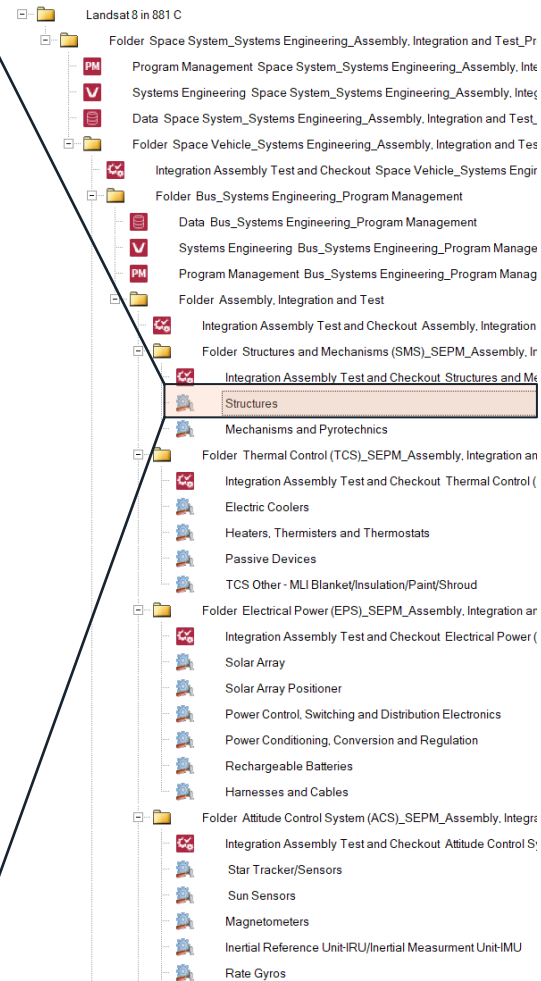 Landsat 8 in 881 C
Folder Space System_Systems Engineering_Assembly, Integration and Test_Pr
PM Program Management Space System_Systems Engineering_Assembly, Inte
V Systems Engineering Space System_Systems Engineering_Assembly, Integ
Data Space System_Systems Engineering_Assembly, Integration and Test_
Folder Space Vehicle_Systems Engineering_Assembly, Integration and Tes
Integration Assembly Test and Checkout Space Vehicle_Systems Engin
Folder Bus_Systems Engineering_Program Management
Data Bus_Systems Engineering_Program Management
V Systems Engineering Bus_Systems Engineering_Program Manage
PM Program Management Bus_Systems Engineering_Program Manag
Folder Assembly, Integration and Test
Integration Assembly Test and Checkout Assembly, Integration
Folder Structures and Mechanisms (SMS)_SEPM_Assembly, In
Integration Assembly Test and Checkout Structures and Me
Structures
Mechanisms and Pyrotechnics
Folder Thermal Control (TCS)_SEPM_Assembly, Integration an
Integration Assembly Test and Checkout Thermal Control (
Electric Coolers
Heaters, Thermisters and Thermostats
Passive Devices
TCS Other - MLI Blanket/Insulation/Paint/Shroud
Folder Electrical Power (EPS)_SEPM_Assembly, Integration an
Integration Assembly Test and Checkout Electrical Power (
Solar Array
Solar Array Positioner
Power Control, Switching and Distribution Electronics
Power Conditioning, Conversion and Regulation
Rechargeable Batteries
Harnesses and Cables
Folder Attitude Control System (ACS)_SEPM_Assembly, Integra
Integration Assembly Test and Checkout Attitude Control Sy
Star Tracker/Sensors
Sun Sensors
Magnetometers
Inertial Reference Unit-IRU/Inertial Measurment Unit-IMU
Rate Gyros